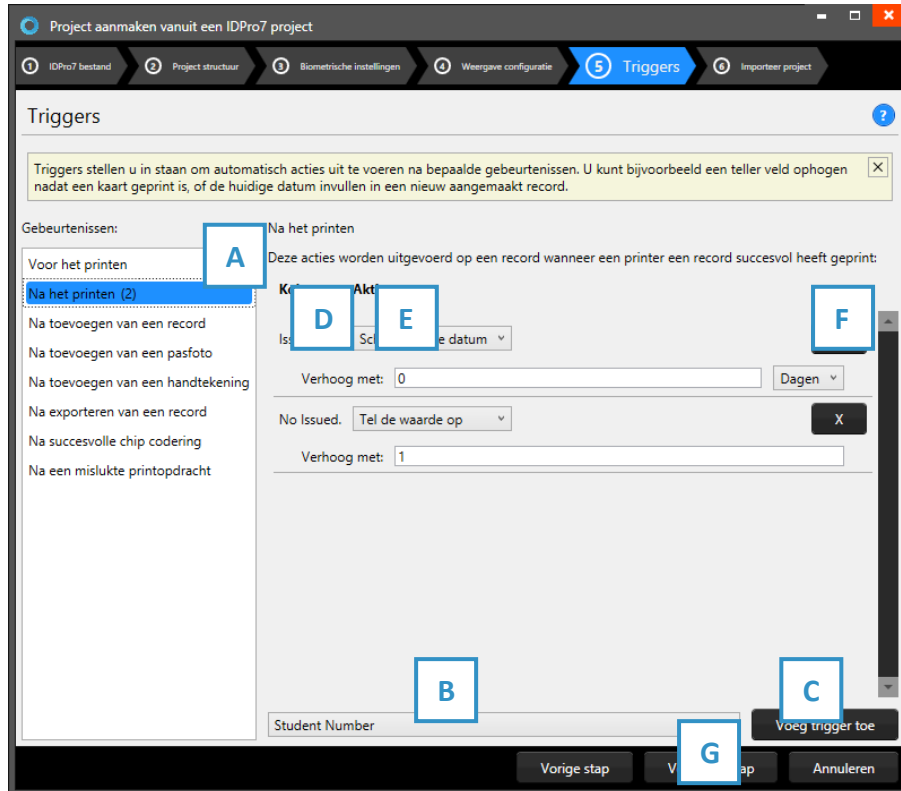 Project aanmaken vanuit een IDPro7 project
1 IDPro7 bestand 2 Project structuur 3 Biometrische instellingen 4 Weergave configuratie 5 Triggers 6 Importeer project
Triggers
?
Triggers stellen u in staan om automatisch acties uit te voeren na bepaalde gebeurtenissen. U kunt bijvoorbeeld een teller veld ophogen
nadat een kaart geprint is, of de huidige datum invullen in een nieuw aangemaakt record.
Gebeurtenissen:
A
Voor het printen
Na het printen (2)
Na toevoegen van een record
Na toevoegen van een pasfoto
Na toevoegen van een handtekening
Na exporteren van een record
Na succesvolle chip codering
Na een mislukte printopdracht
Na het printen
Deze acties worden uitgevoerd op een record wanneer een printer een record succesvol heeft geprint:
D E F
datum
Verhoog met: 0 Dagen
No Issued. Tel de waarde op X
Verhoog met: 1
B C
Student Number Voeg trigger toe
G
Vorige stap Annuleren